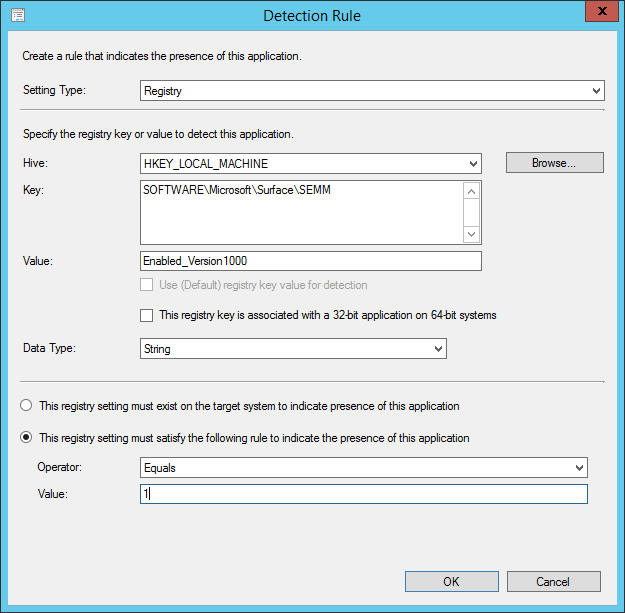 Detection Rule
X
Create a rule that indicates the presence of this application.
Setting Type: Registry
Specify the registry key or value to detect this application.
Hive: HKEY_LOCAL_MACHINE Browse...
Key: SOFTWARE\Microsoft\Surface\SEMM
Value: Enabled_Version1000
Use (Default) registry key value for detection
This registry key is associated with a 32-bit application on 64-bit systems
Data Type: String
This registry setting must exist on the target system to indicate presence of this application
This registry setting must satisfy the following rule to indicate the presence of this application
Operator: Equals
Value: 1
OK Cancel